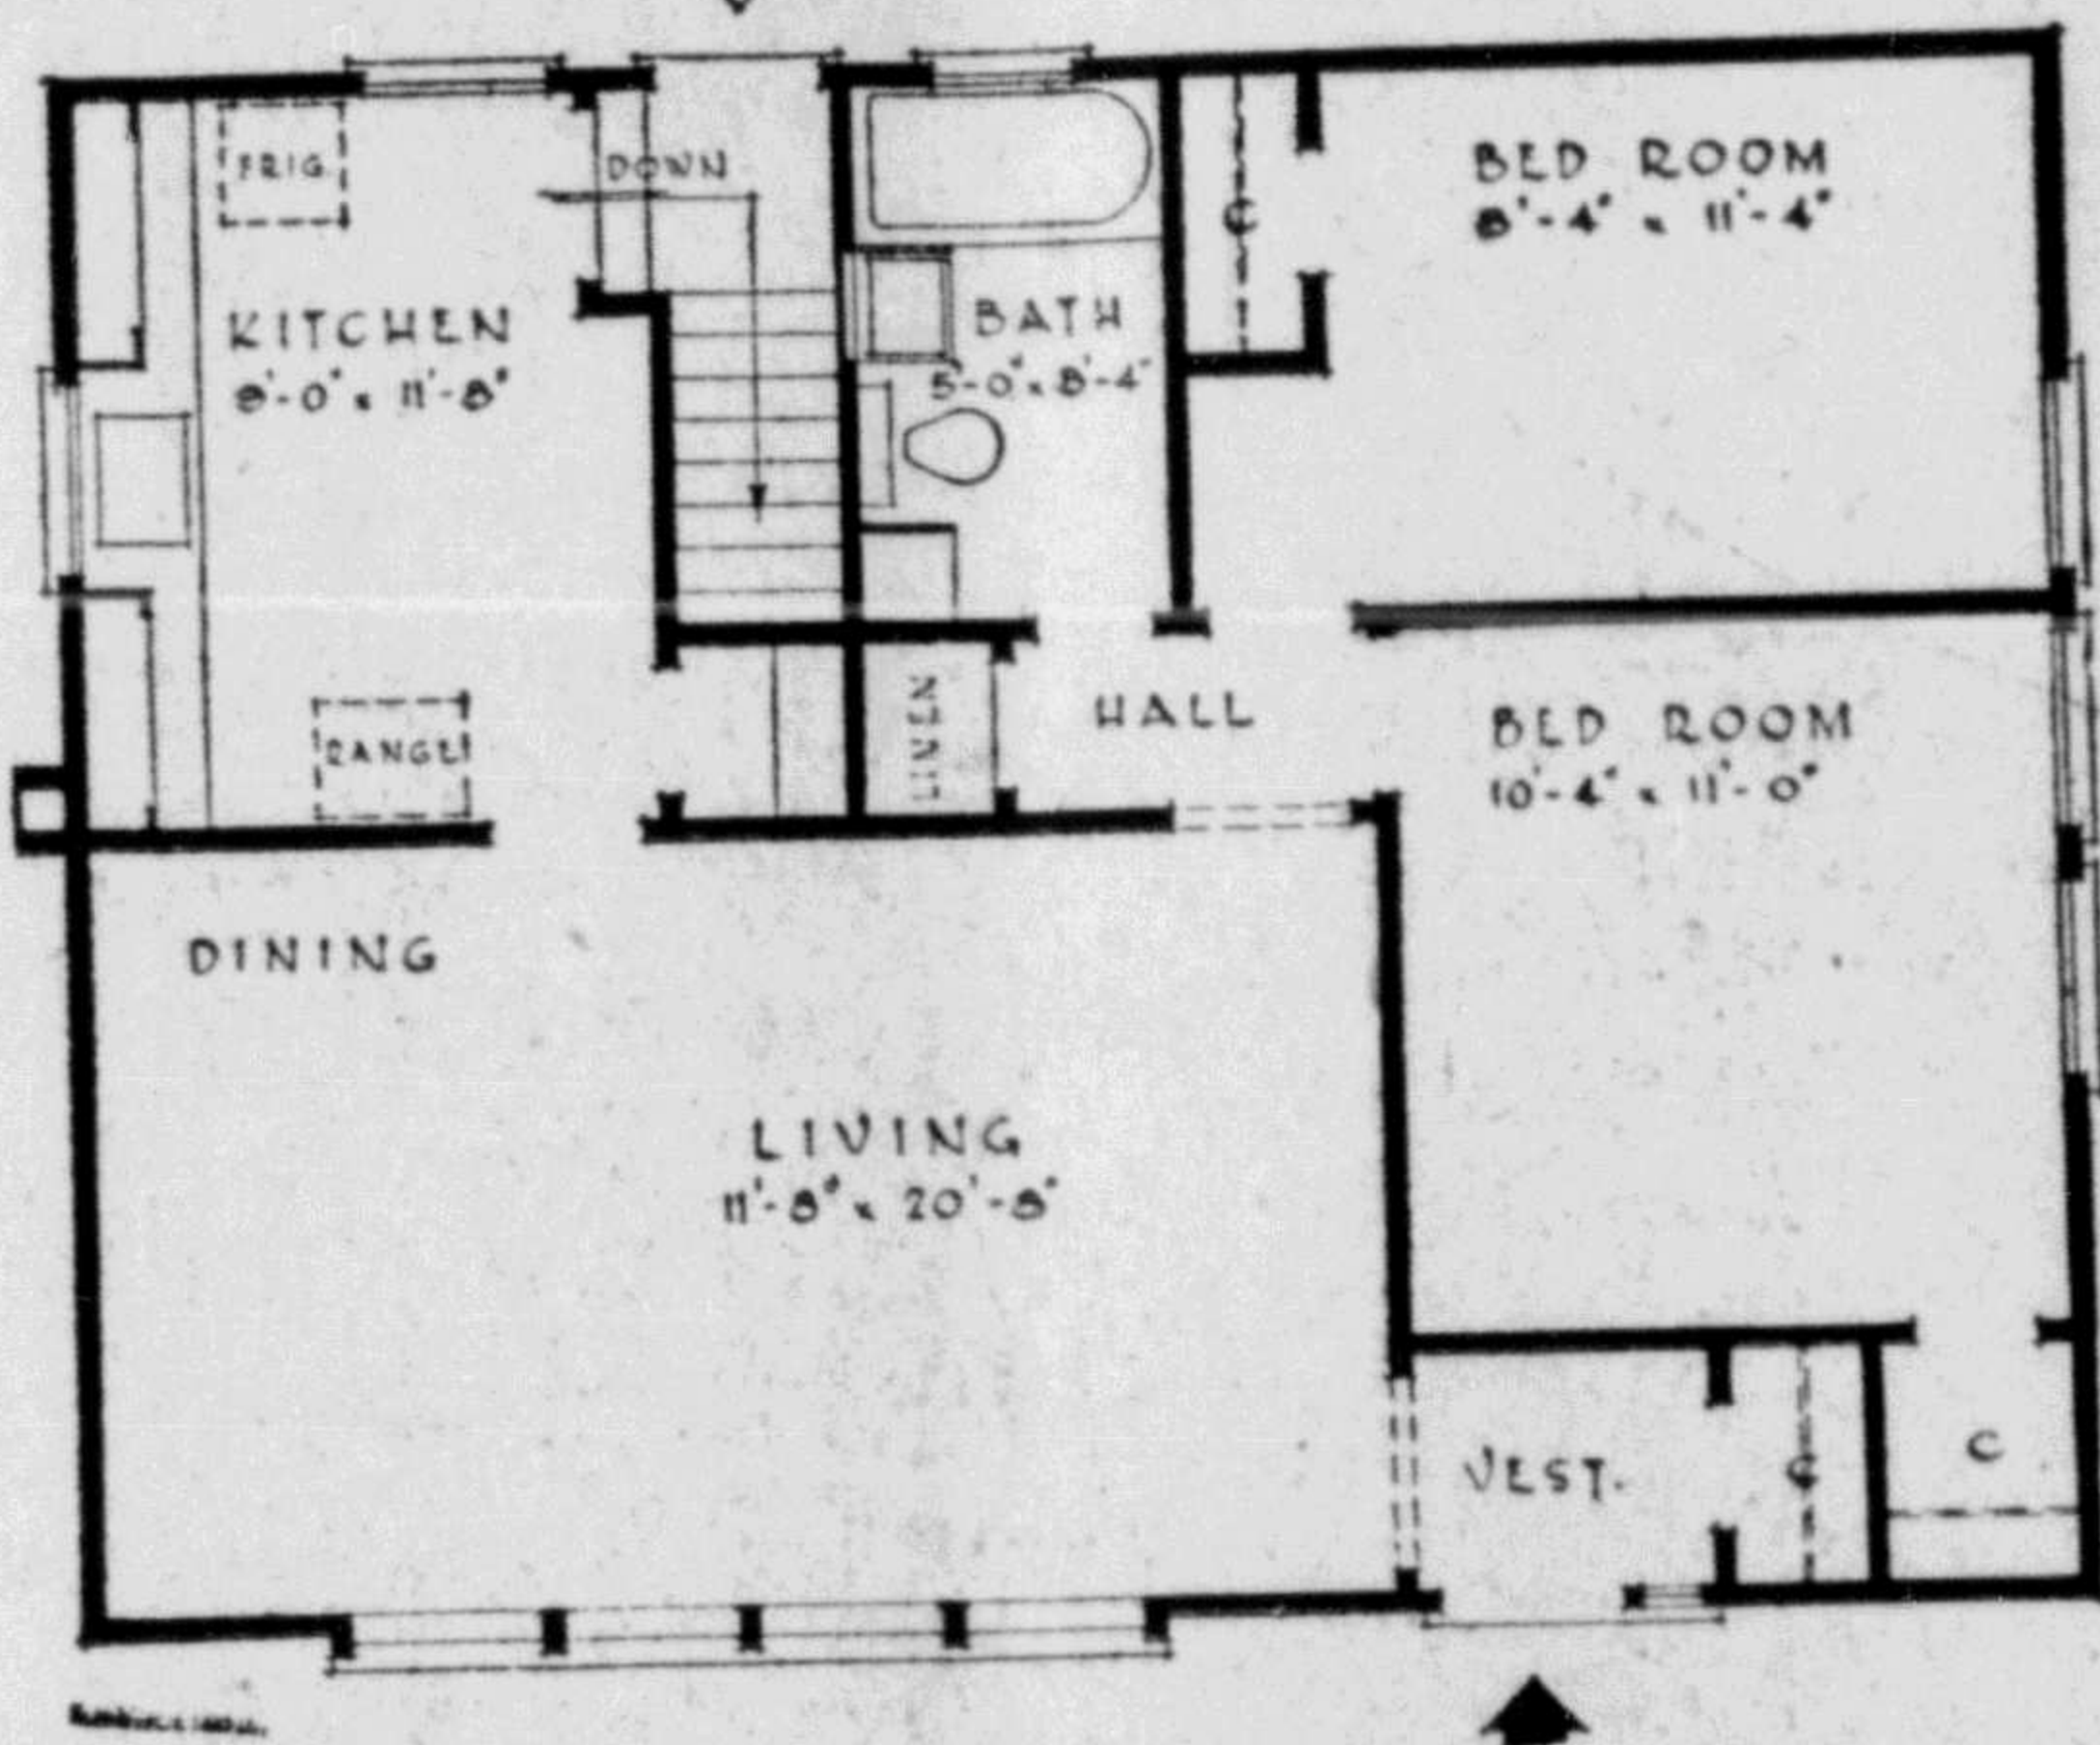 FRIG.
DOWN
BED ROOM
8'-4" x 11'-4"
C
KITCHEN
9'-0" x 11'-8"
BATH
5'-0" x 8'-4"
RANGE
LINEN
HALL
BED ROOM
10'-4" x 11'-0"
DINING
LIVING
11'-8" x 20'-8"
VEST.
C
C